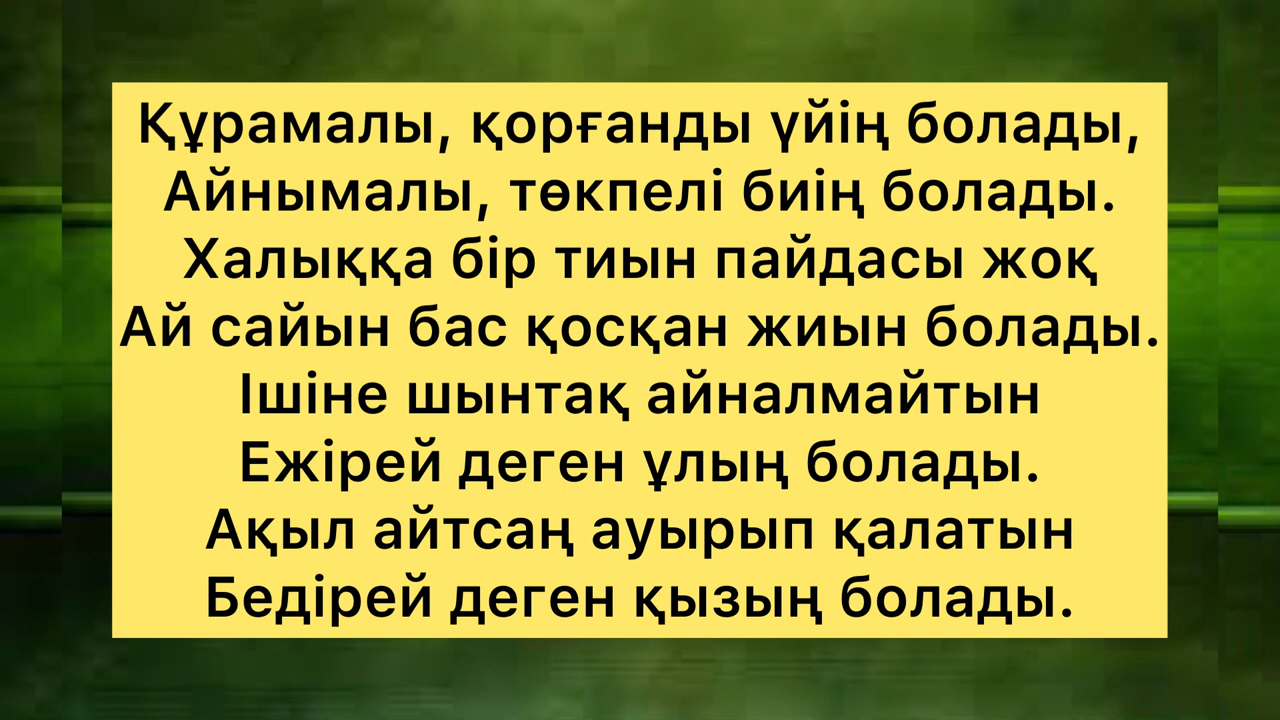 Құрамалы, қорғанды үйің болады,
Айнымалы, төкпелі биің болады.
Халыққа бір тиын пайдасы жоқ
Ай сайын бас қосқан жиын болады.
Ішіне шынтақ айналмайтын
Ежірей деген ұлың болады.
Ақыл айтсаң ауырып қалатын
Бедірей деген қызың болады.